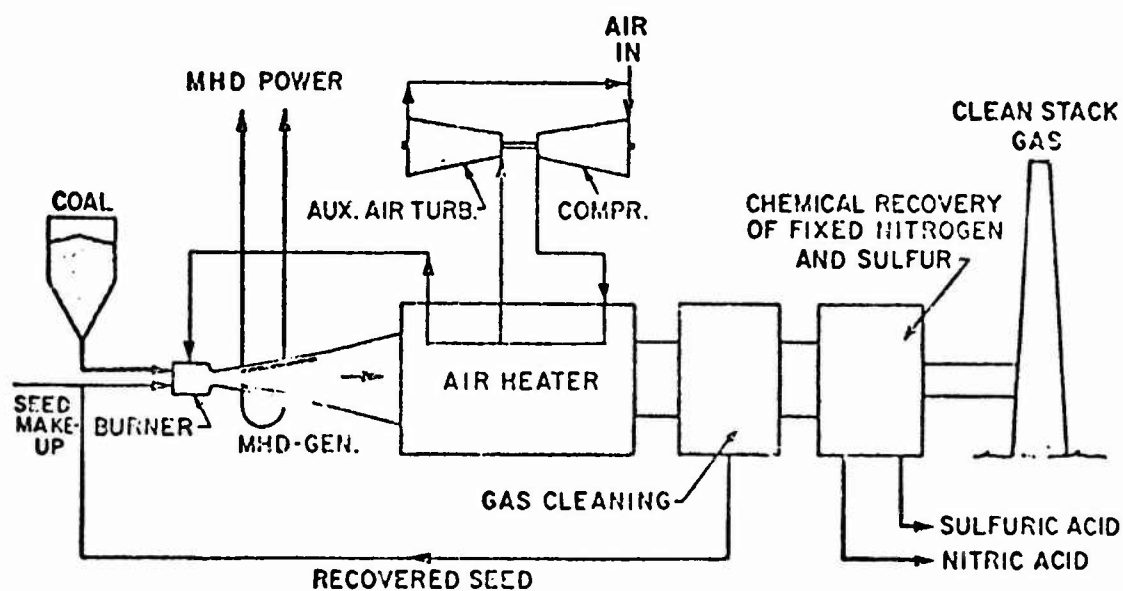 AIR
IN
MHD POWER
CLEAN STACK
GAS
COAL
AUX. AIR TURB.
COMPR.
CHEMICAL RECOVERY
OF FIXED NITROGEN
AND SULFUR
AIR HEATER
SEED
MAKE-
UP
BURNER
MHD-GEN.
GAS CLEANING
SULFURIC ACID
NITRIC ACID
RECOVERED SEED